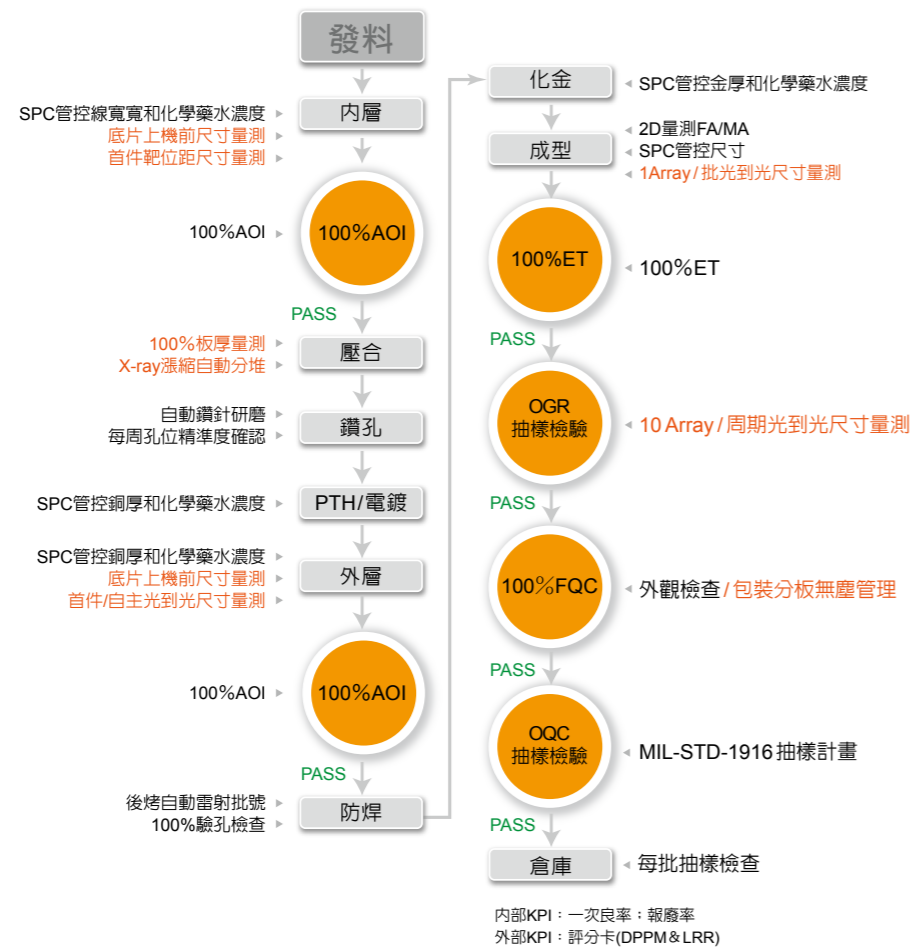 發料
SPC管控線寬寬和化學藥水濃度
底片上機前尺寸量測
首件靶位距尺寸量測
内層
100%AOI
100%AOI
PASS
100%板厚量測
X-ray漲縮自動分堆
壓合
自動鑽針研磨
每周孔位精準度確認
鑽孔
SPC管控銅厚和化學藥水濃度
PTH/電鍍
SPC管控銅厚和化學藥水濃度
底片上機前尺寸量測
首件/自主光到光尺寸量測
外層
100%AOI
100%AOI
PASS
後烤自動雷射批號
100%驗孔檢查
防焊
化金
SPC管控金厚和化學藥水濃度
成型
2D量測FA/MA
SPC管控尺寸
1Array/批光到光尺寸量測
100%ET
100%ET
PASS
OGR
抽樣檢驗
10 Array/周期光到光尺寸量測
PASS
100%FQC
外觀檢查/包裝分板無塵管理
PASS
OQC
抽樣檢驗
MIL-STD-1916抽樣計畫
PASS
倉庫
每批抽樣檢查
内部KPI：一次良率；報廢率
外部KPI：評分卡(DPPM&LRR)